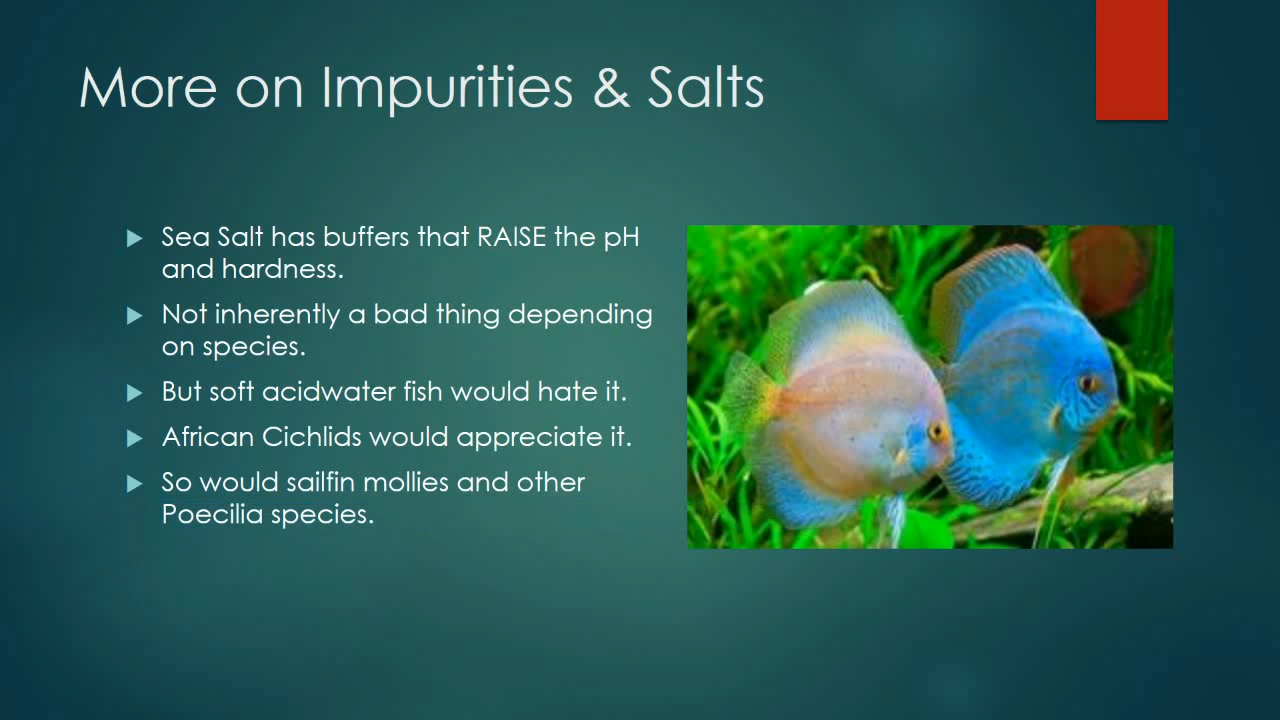 More on Impurities & Salts
Sea Salt has buffers that RAISE the pH
and hardness.
Not inherently a bad thing depending
on species.
But soft acidwater fish would hate it.
African Cichlids would appreciate it.
So would sailfin mollies and other
Poecilia species.